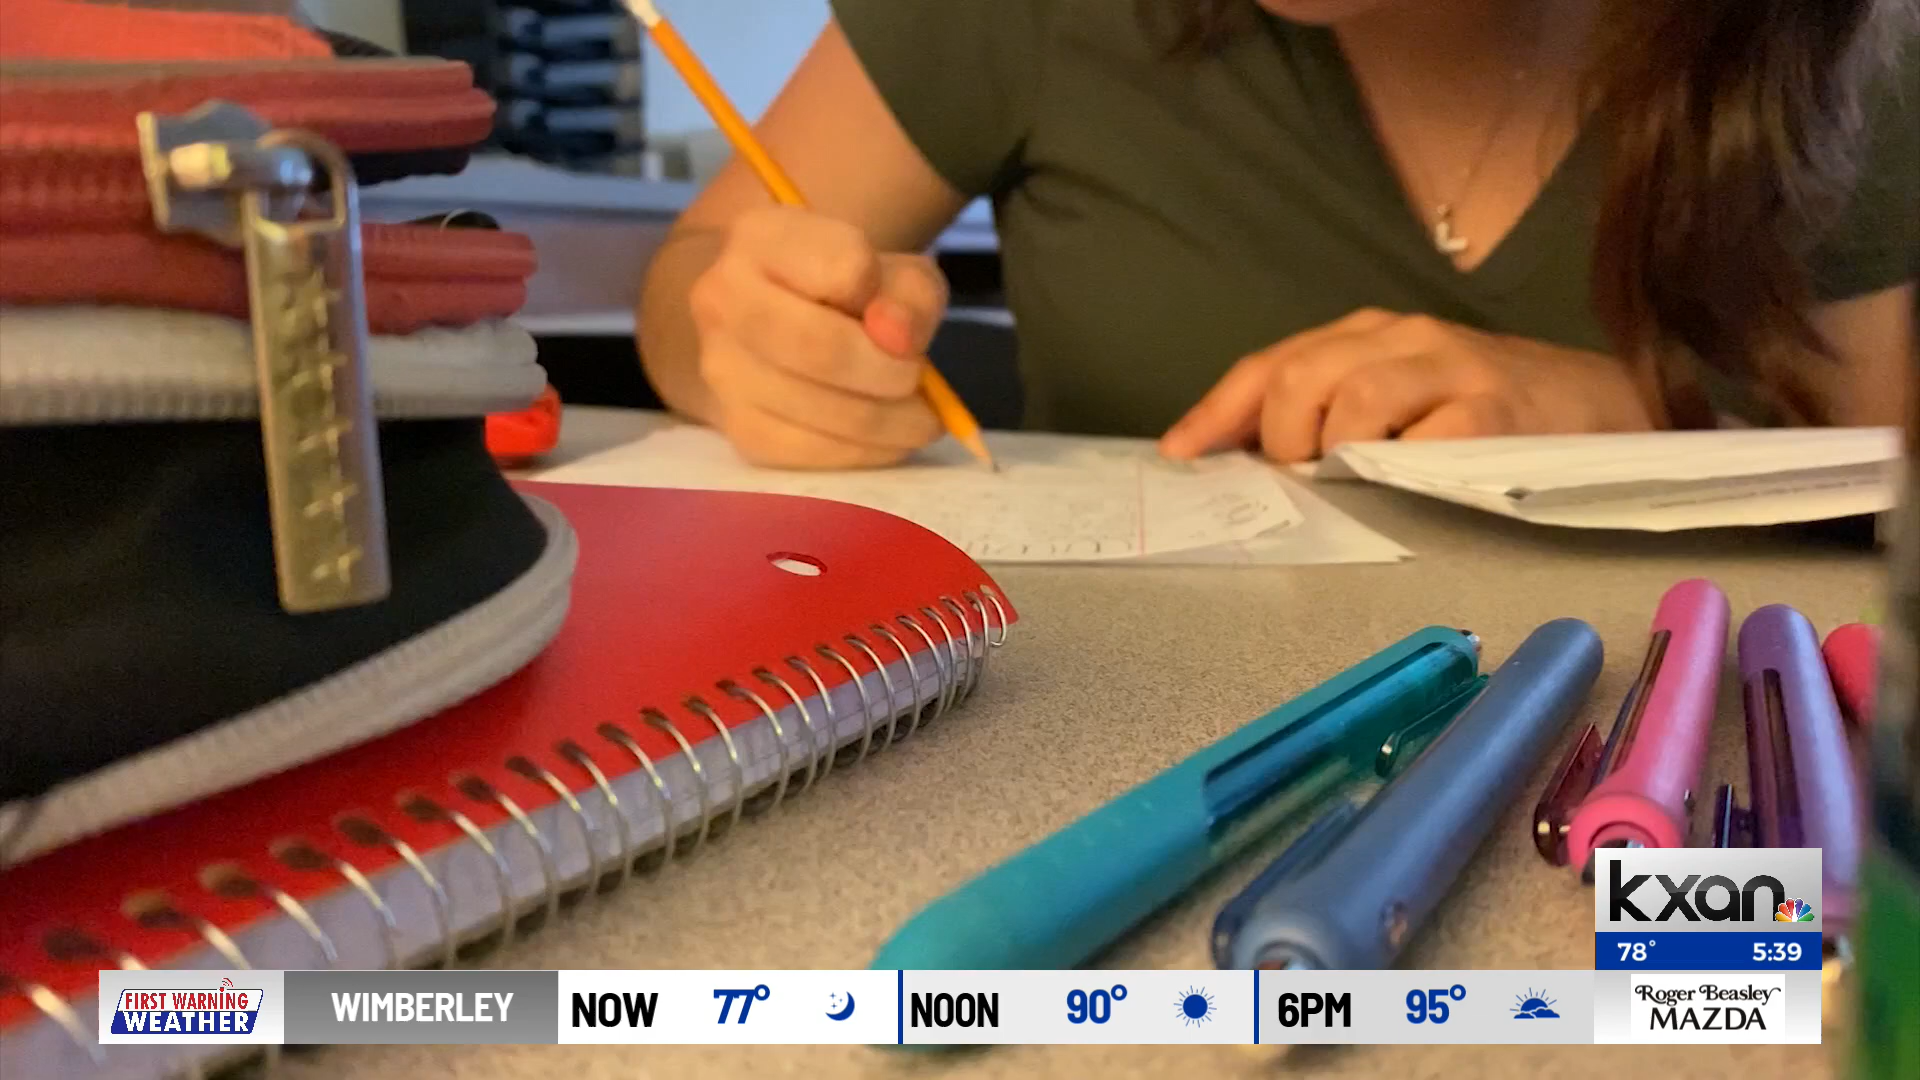 kxan
78° 5:39
FIRST WARNING
WEATHER
WIMBERLEY
NOW 77°
NOON 90°
6PM 95°
Roger Beasley
MAZDA